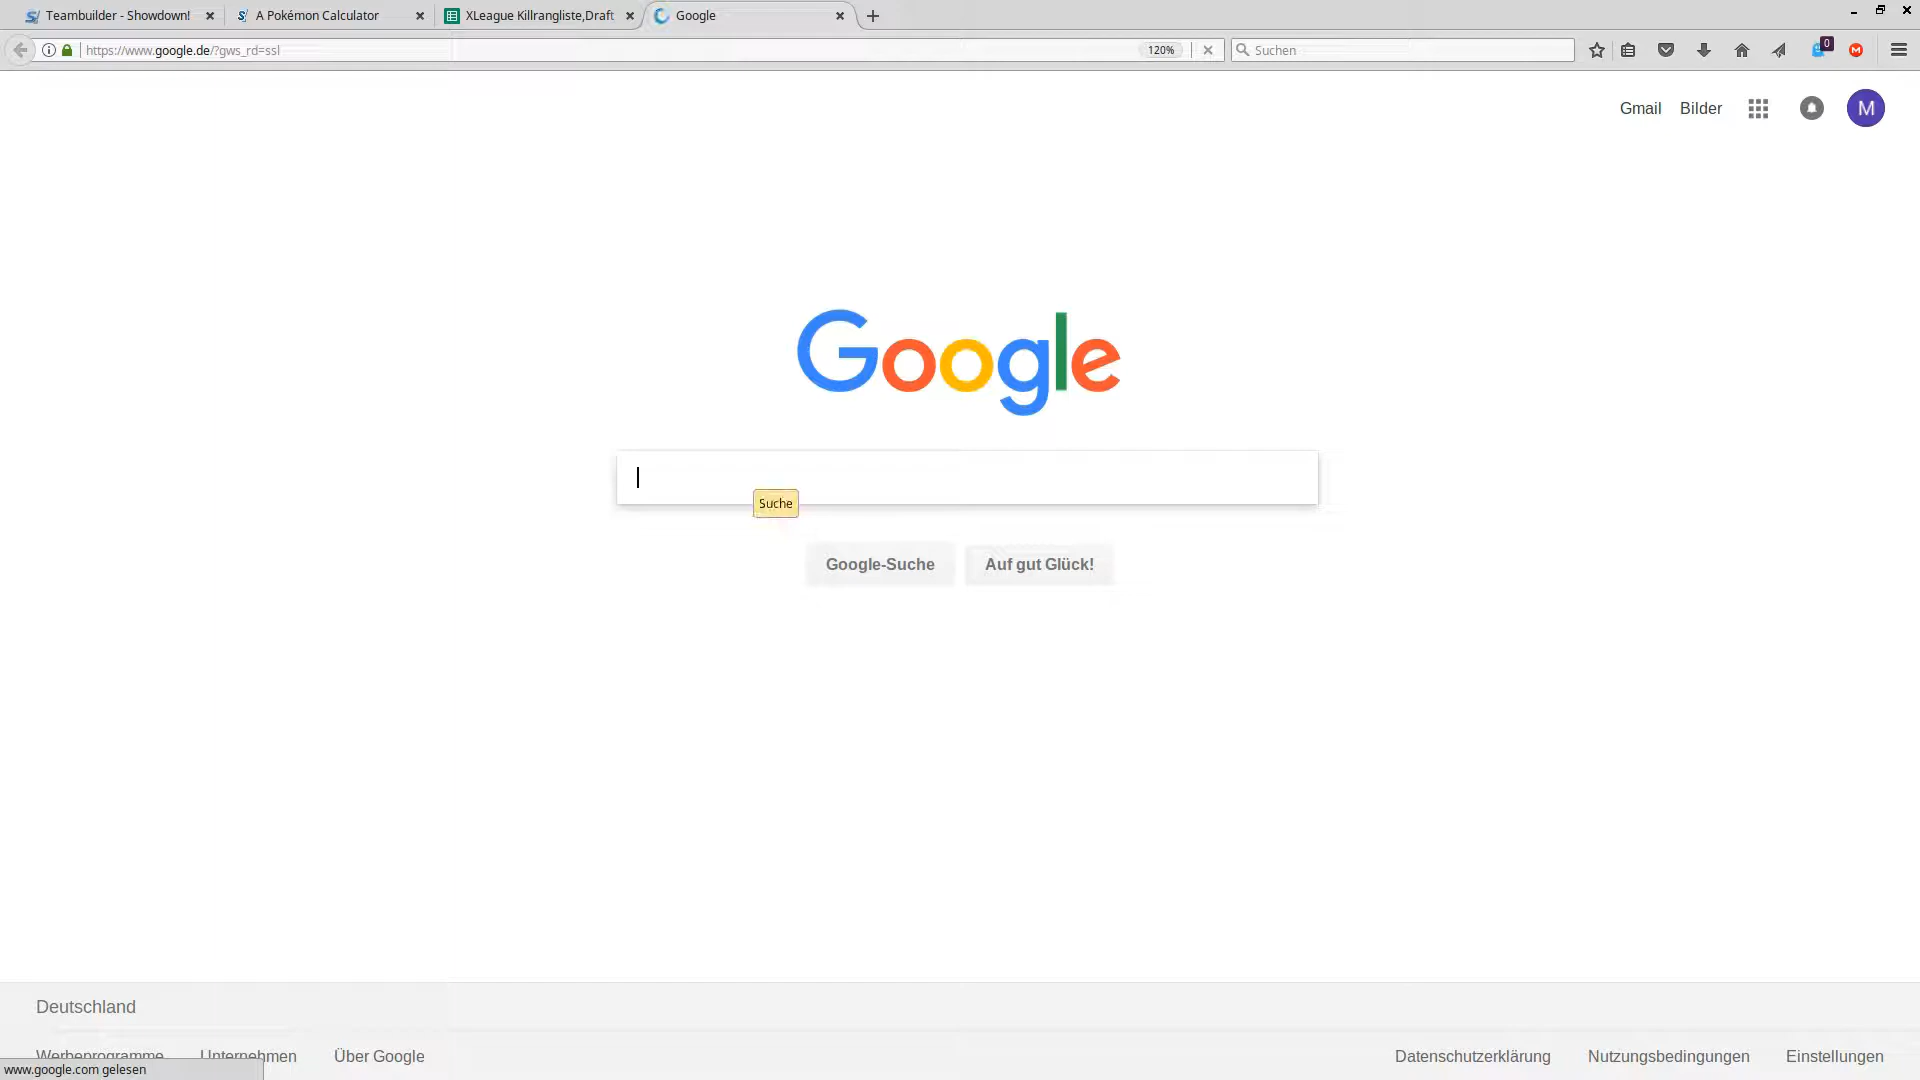 Teambuilder - Showdown!
A Pokémon Calculator
XLeague Killrangliste,Draft
Google
https://www.google.de/?gws_rd=ssl
120%
Suchen
0
M
Gmail
Bilder
M
Google
Suche
Google-Suche
Auf gut Glück!
Deutschland
Werbeprogramme
Unternehmen
Über Google
Datenschutzerklärung
Nutzungsbedingungen
Einstellungen
www.google.com gelesen